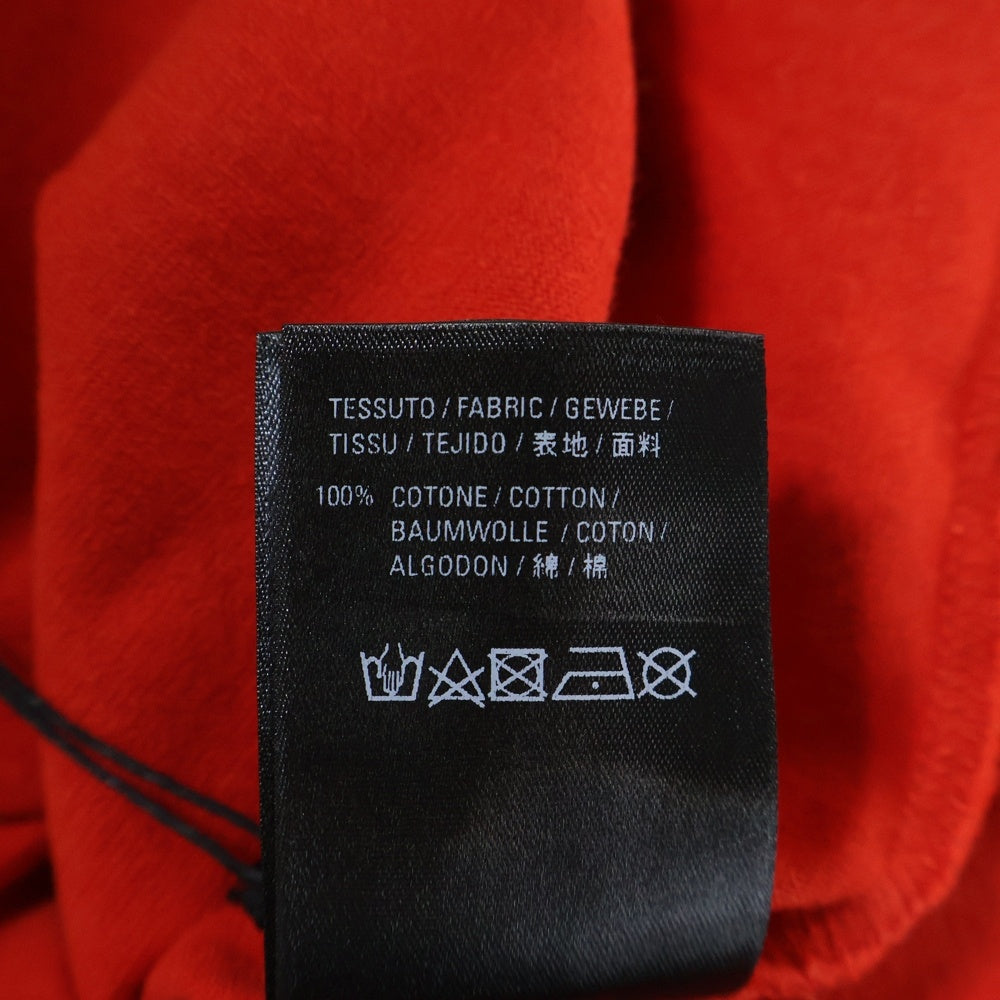 TESSUTO / FABRIC / GEWEBE /
TISSU / TEJIDO / 表地 / 面料
100% COTONE / COTTON /
BAUMWOLLE / COTON /
ALGODON / 綿 / 棉